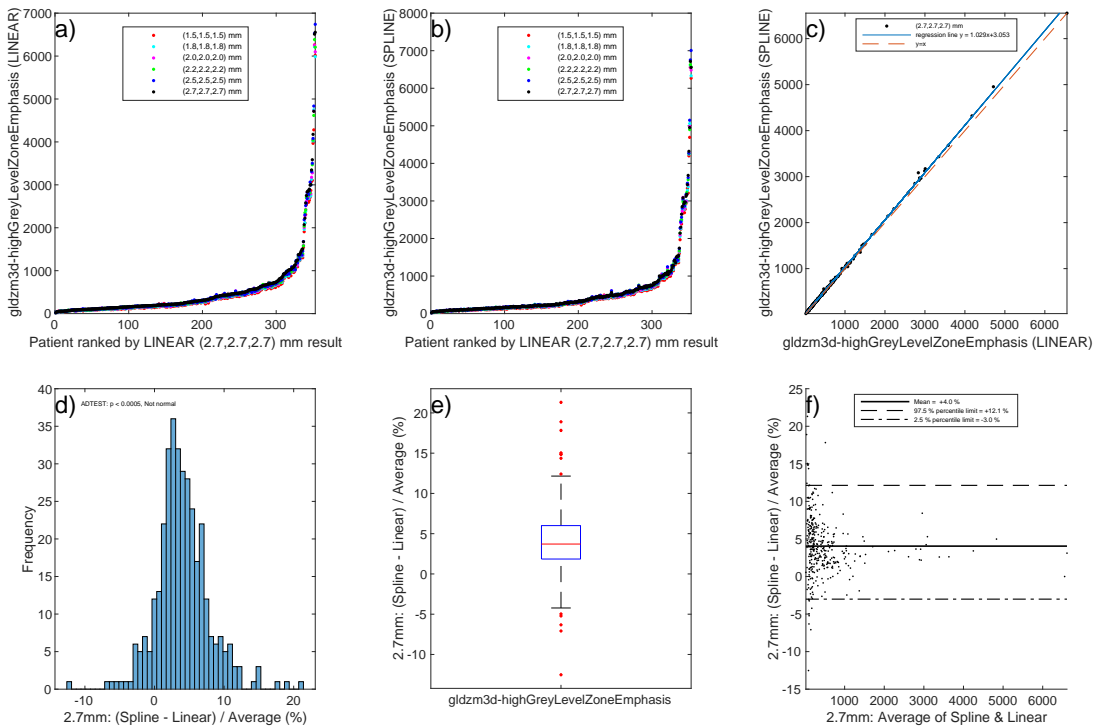 a)
gldzm3d-highGreyLevelZoneEmphasis (LINEAR)
7000
6000
5000
4000
3000
2000
1000
0
0
100
200
300
Patient ranked by LINEAR (2.7,2.7,2.7) mm result
(1.5,1.5,1.5) mm
(1.8,1.8,1.8) mm
(2.0,2.0,2.0) mm
(2.2,2.2,2.2) mm
(2.5,2.5,2.5) mm
(2.7,2.7,2.7) mm
b)
gldzm3d-highGreyLevelZoneEmphasis (SPLINE)
8000
7000
6000
5000
4000
3000
2000
1000
0
0
100
200
300
Patient ranked by LINEAR (2.7,2.7,2.7) mm result
(1.5,1.5,1.5) mm
(1.8,1.8,1.8) mm
(2.0,2.0,2.0) mm
(2.2,2.2,2.2) mm
(2.5,2.5,2.5) mm
(2.7,2.7,2.7) mm
c)
gldzm3d-highGreyLevelZoneEmphasis (SPLINE)
6000
5000
4000
3000
2000
1000
1000
2000
3000
4000
5000
6000
gldzm3d-highGreyLevelZoneEmphasis (LINEAR)
(2.7,2.7,2.7) mm
regression line y = 1.029x+3.053
y=x
d)
ADTEST: p < 0.0005, Not normal
Frequency
40
35
30
25
20
15
10
5
0
-10
0
10
20
2.7mm: (Spline - Linear) / Average (%)
e)
2.7mm: (Spline - Linear) / Average (%)
20
15
10
5
0
-5
-10
gldzm3d-highGreyLevelZoneEmphasis
f)
2.7mm: (Spline - Linear) / Average (%)
25
20
15
10
5
0
-5
-10
-15
1000
2000
3000
4000
5000
6000
2.7mm: Average of Spline & Linear
Mean = +4.0 %
97.5 % percentile limit = +12.1 %
2.5 % percentile limit = -3.0 %